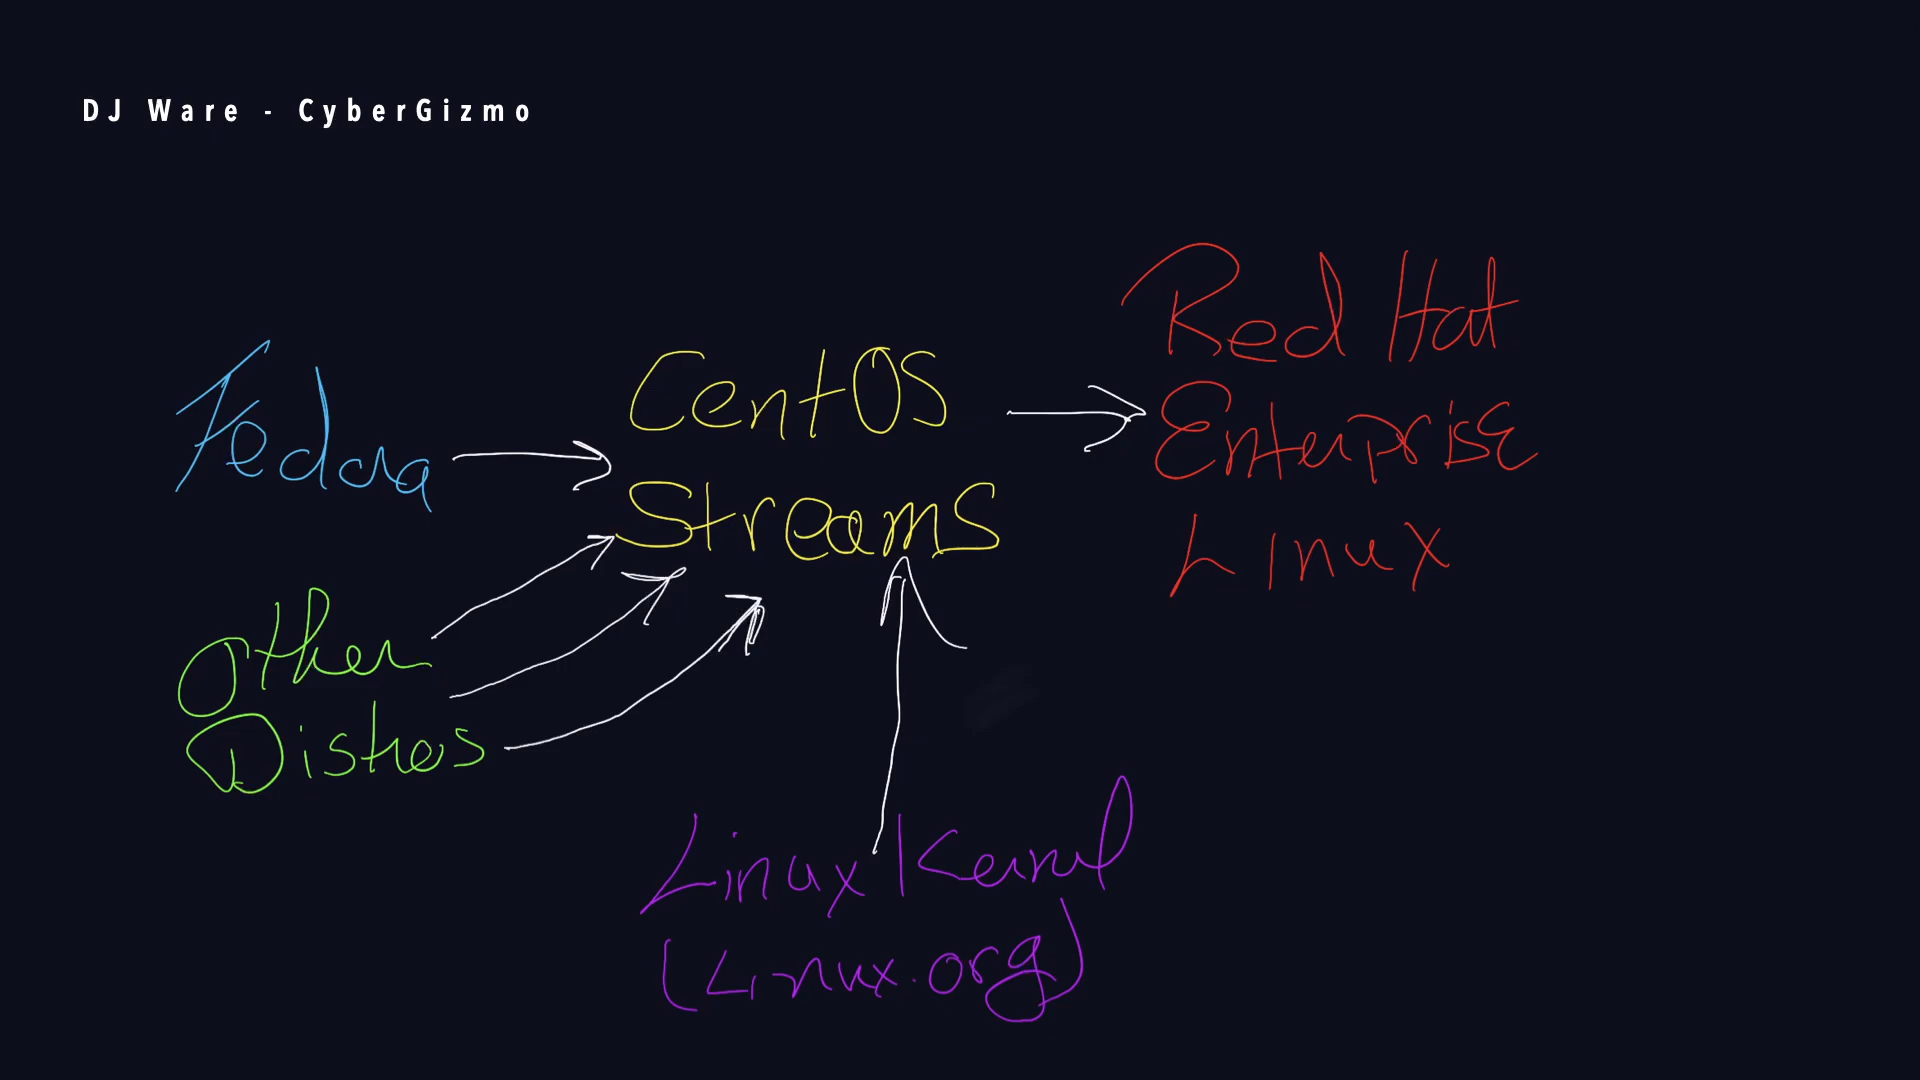 DJ Ware - CyberGizmo
Fedora
CentOS
Streams
Red Hat
Enterprise
Linux
Other
Distros
Linux Kernel
(Linux.org)